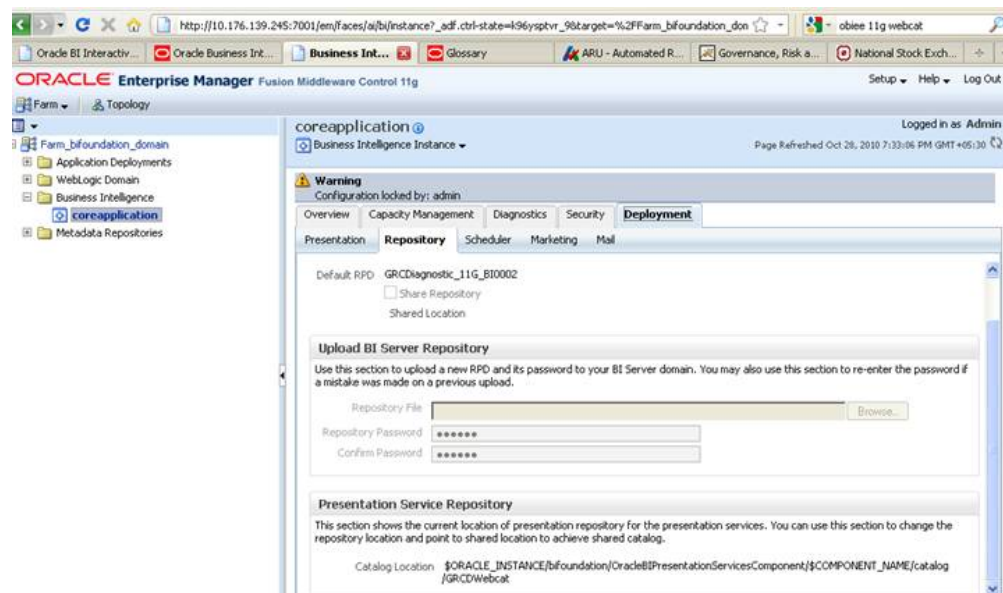 http://10.176.139.245:7001/em/faces/ai/bi/instance?_adf.ctrl-state=k96ysptvr_9&target=%2FFarm_bifoundation_don
obiee 11g webcat
Oracle BI Interactiv...
Oracle Business Int...
Business Int...
Glossary
ARU - Automated R...
Governance, Risk a...
National Stock Exch...
ORACLE Enterprise Manager Fusion Middleware Control 11g
Setup Help Log Out
Farm Topology
Farm_bifoundation_domain
Application Deployments
WebLogic Domain
Business Intelligence
coreapplication
Metadata Repositories
coreapplication
Logged in as Admin
Business Intelligence Instance
Page Refreshed Oct 28, 2010 7:33:06 PM GMT+05:30
Warning
Configuration locked by: admin
Overview Capacity Management Diagnostics Security Deployment
Presentation Repository Scheduler Marketing Mail
Default RPD GRCDiagnostic_11G_BI0002
Share Repository
Shared Location
Upload BI Server Repository
Use this section to upload a new RPD and its password to your BI Server domain. You may also use this section to re-enter the password if
a mistake was made on a previous upload.
Repository File Browse...
Repository Password ●●●●●●
Confirm Password ●●●●●●
Presentation Service Repository
This section shows the current location of presentation repository for the presentation services. You can use this section to change the
repository location and point to shared location to achieve shared catalog.
Catalog Location $ORACLE_INSTANCE/bifoundation/OracleBIPresentationServicesComponent/$COMPONENT_NAME/catalog
/GRCDWebcat